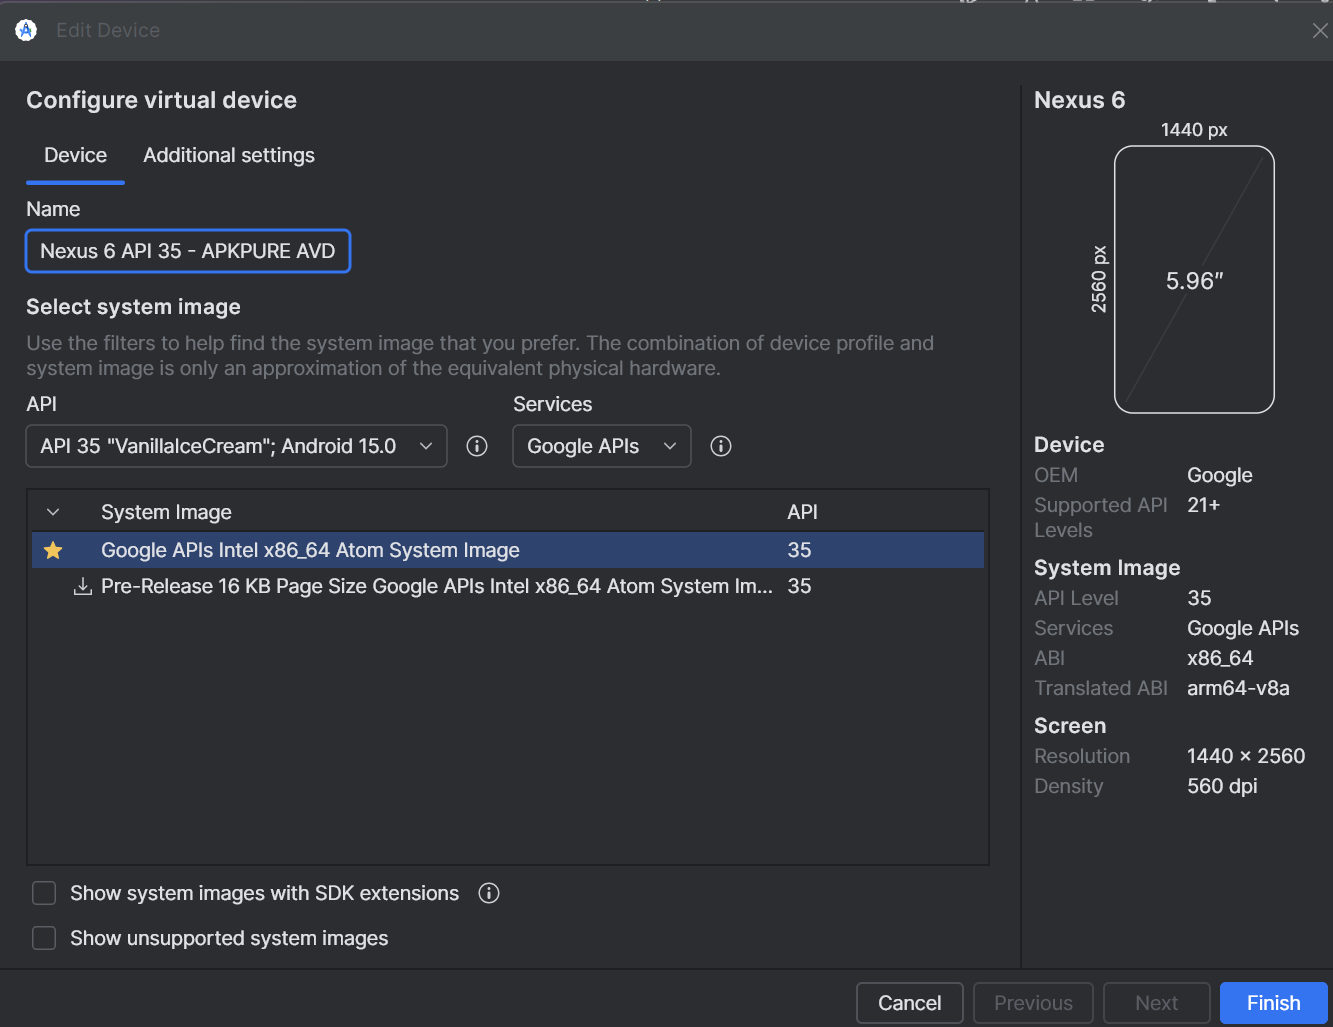 Edit Device
Configure virtual device
Device
Additional settings
Name
Nexus 6 API 35 - APKPURE AVD
Select system image
Use the filters to help find the system image that you prefer. The combination of device profile and
system image is only an approximation of the equivalent physical hardware.
API
Services
API 35 "VanillaIceCream"; Android 15.0
Google APIs
System Image API
Google APIs Intel x86_64 Atom System Image 35
Pre-Release 16 KB Page Size Google APIs Intel x86_64 Atom System Im... 35
Show system images with SDK extensions
Show unsupported system images
Nexus 6
1440 px
2560 px
5.96″
Device
OEM Google
Supported API 21+
Levels
System Image
API Level 35
Services Google APIs
ABI x86_64
Translated ABI arm64-v8a
Screen
Resolution 1440 × 2560
Density 560 dpi
Cancel
Previous
Next
Finish